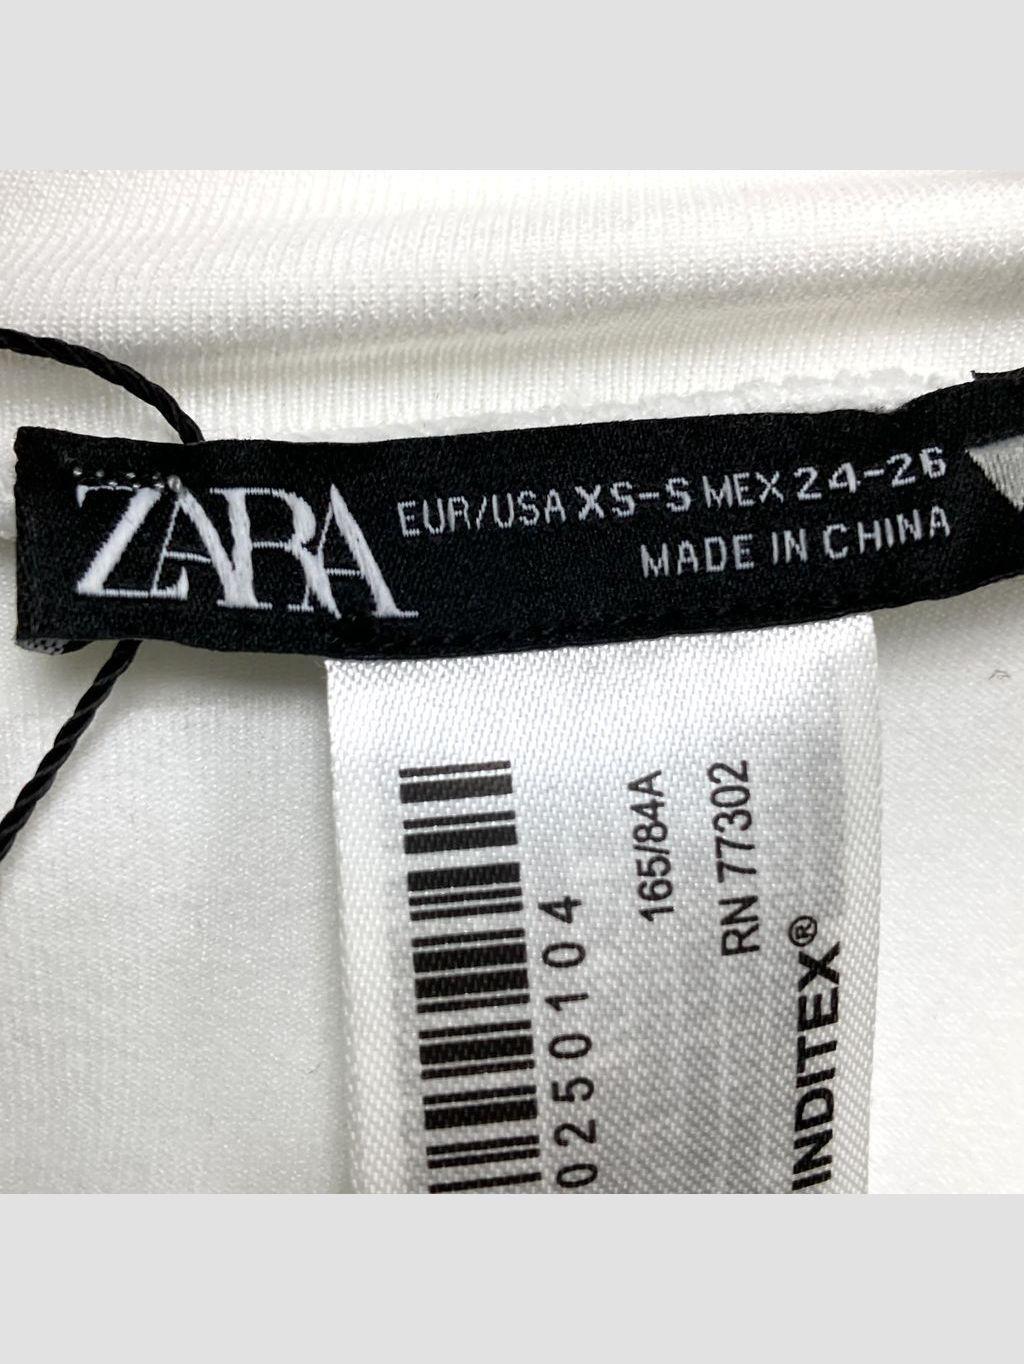 ZARA
EUR/USA XS-S MEX 24-26
MADE IN CHINA
0250104
165/84A
RN 77302
INDITEX®